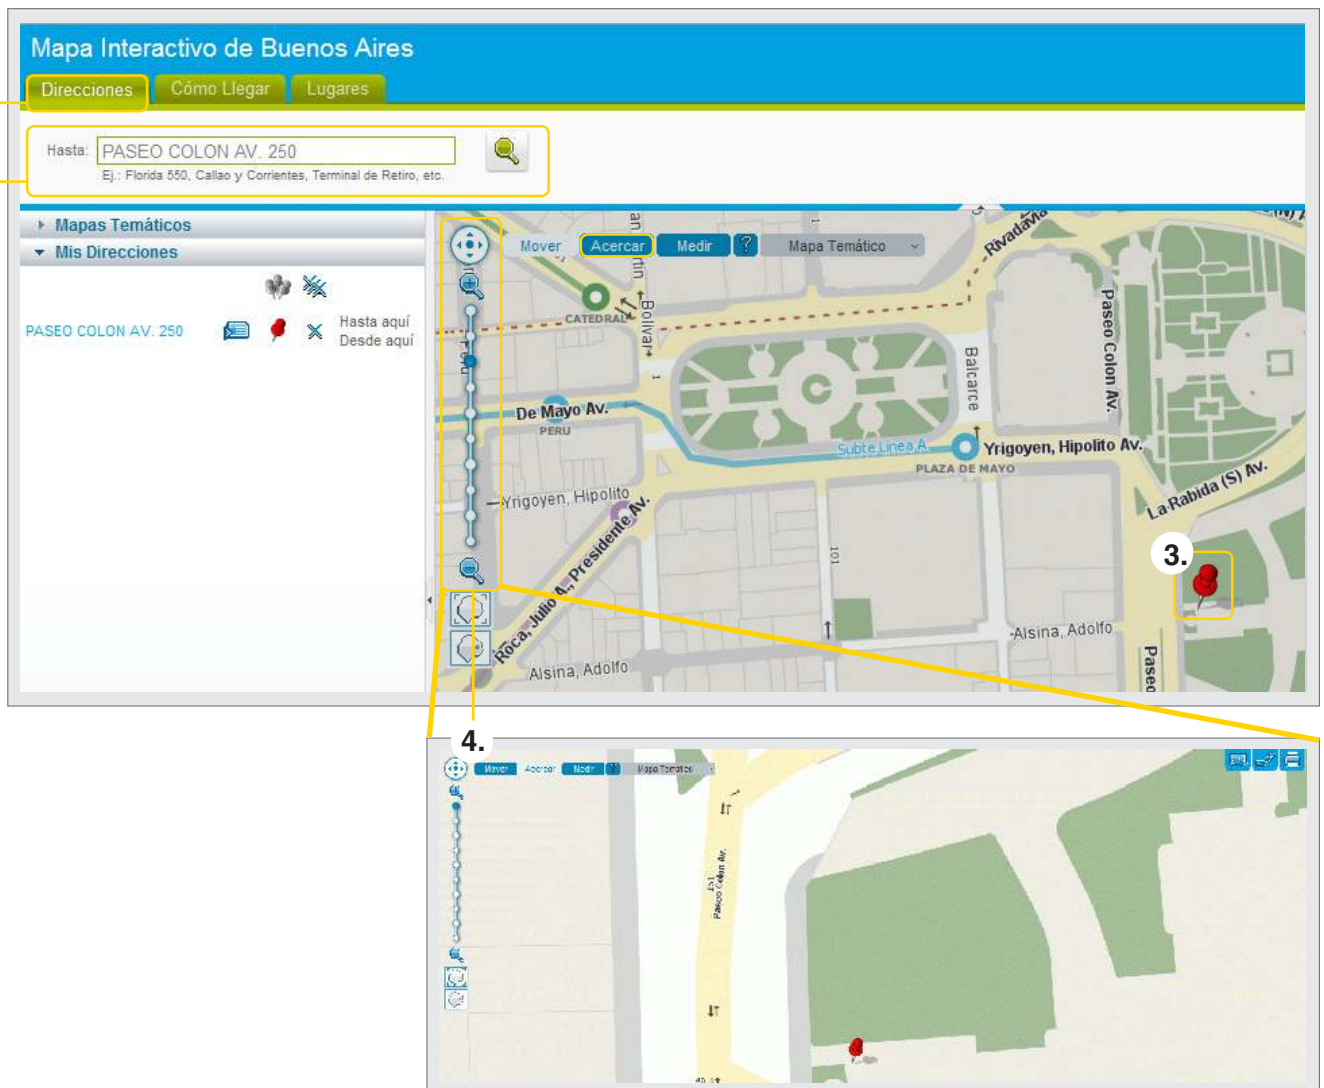 Mapa Interactivo de Buenos Aires
Direcciones
Cómo Llegar
Lugares
Hasta:
PASEO COLON AV. 250
Ej.: Florida 550, Callao y Corrientes, Terminal de Retiro, etc.
Mapas Temáticos
Mis Direcciones
PASEO COLON AV. 250
Hasta aquí
Desde aquí
Mover
Acercar
Medir
?
Mapa Temático
Rivadavia
CATEDRAL
Bolivar
Peru
1
1
Balcarce
Paseo Colon Av.
De Mayo Av.
PERU
Subte Linea A
PLAZA DE MAYO
Yrigoyen, Hipolito Av.
La Rabida (S) Av.
Yrigoyen, Hipolito
Roca, Julio A., Presidente Av.
101
3.
Alsina, Adolfo
Alsina, Adolfo
Paseo
4.
Mover
Acercar
Medir
?
Mapa Temático
151
Paseo Colon Av.